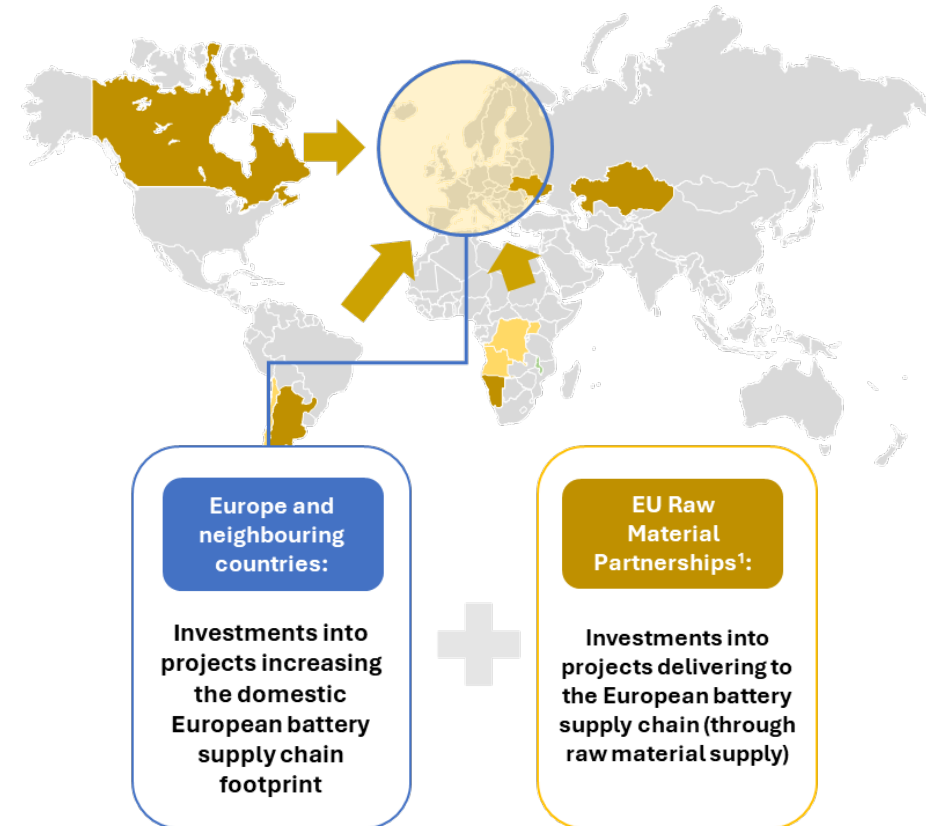 Europe and
neighbouring
countries:
Investments into
projects increasing
the domestic
European battery
supply chain
footprint
EU Raw
Material
Partnerships¹:
Investments into
projects delivering to
the European battery
supply chain (through
raw material supply)